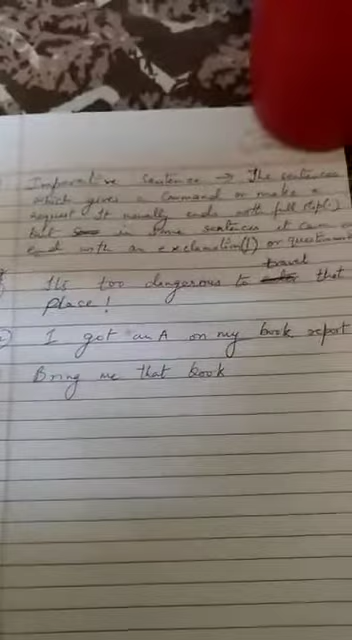 Imperative Sentence → The sentences
which gives a command or make a
request It usually ends with full stop(.)
but in some sentences it can
end with an exclamation(!) or question
travel
Its too dangerous to that
place!
I got an A on my book report
Bring me that book